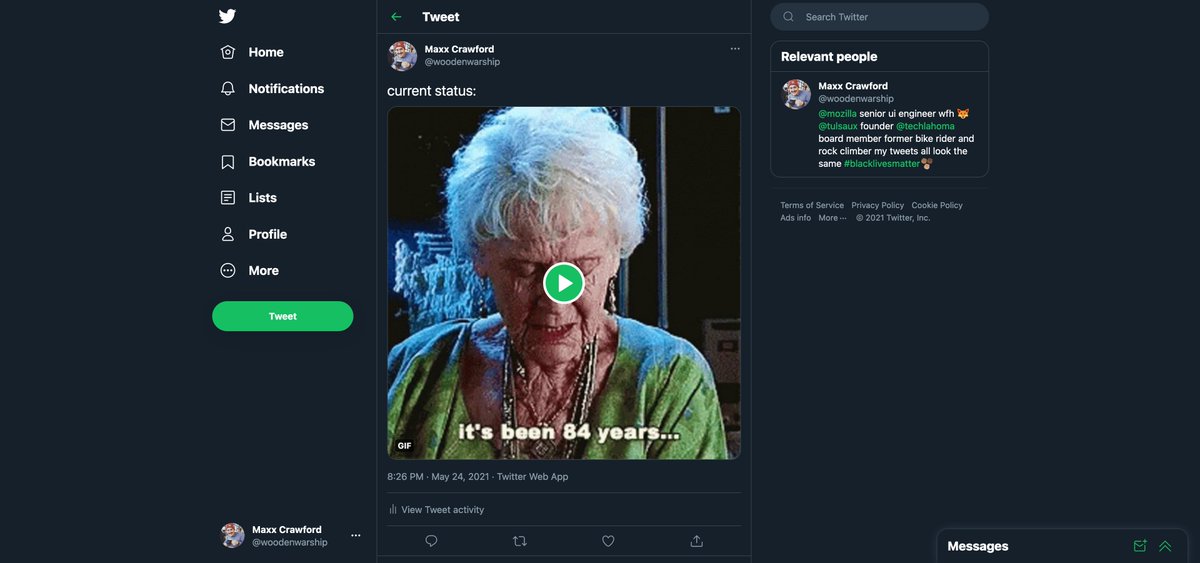 Home
Notifications
Messages
Bookmarks
Lists
Profile
More
Tweet
Maxx Crawford
@woodenwarship
Tweet
Maxx Crawford
@woodenwarship
current status:
it's been 84 years...
GIF
8:26 PM · May 24, 2021 · Twitter Web App
View Tweet activity
Search Twitter
Relevant people
Maxx Crawford
@woodenwarship
@mozilla senior ui engineer wfh 🦊
@tulsaux founder @techlahoma
board member former bike rider and
rock climber my tweets all look the
same #blacklivesmatter
Terms of Service Privacy Policy Cookie Policy
Ads info More ··· © 2021 Twitter, Inc.
Messages